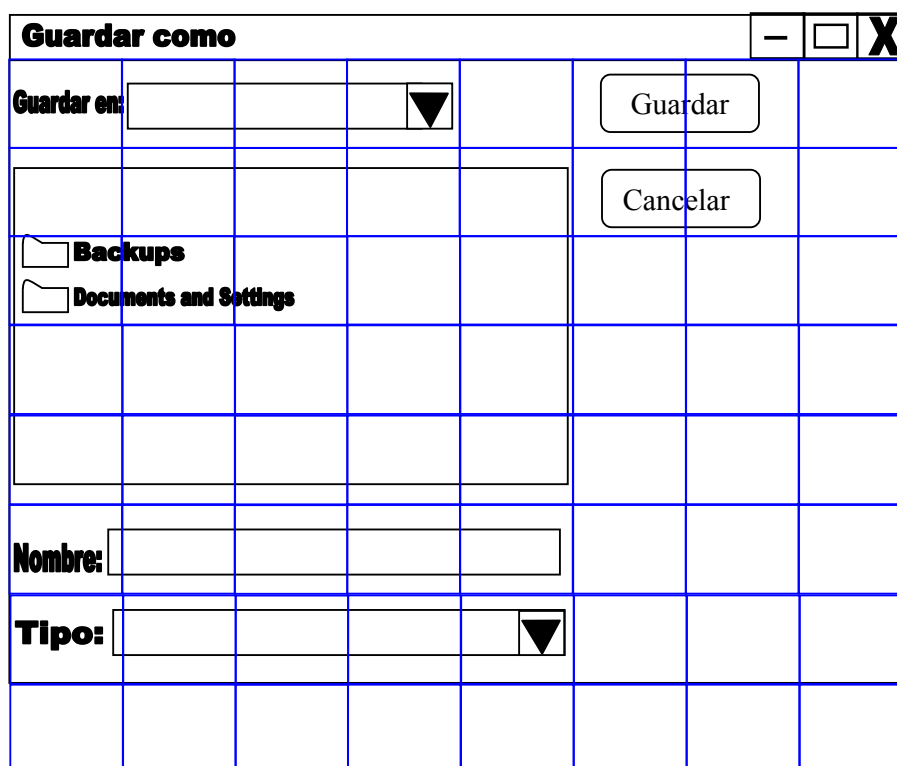 Guardar como
Guardar en:
Guardar
Cancelar
Backups
Documents and Settings
Nombre:
Tipo: